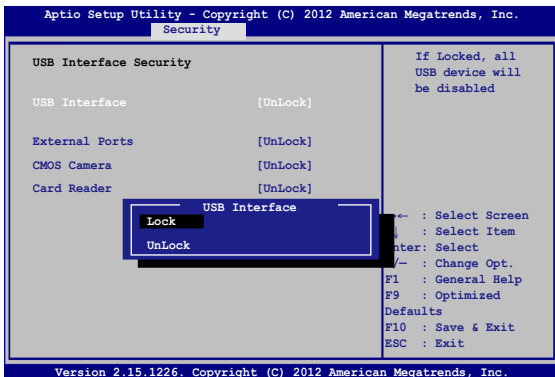 Aptio Setup Utility - Copyright (C) 2012 American Megatrends, Inc.
Security
USB Interface Security
USB Interface [UnLock]
External Ports [UnLock]
CMOS Camera [UnLock]
Card Reader [UnLock]
USB Interface
Lock
UnLock
If Locked, all
USB device will
be disabled
← : Select Screen
↓ : Select Item
nter: Select
/— : Change Opt.
F1 : General Help
F9 : Optimized
Defaults
F10 : Save & Exit
ESC : Exit
Version 2.15.1226. Copyright (C) 2012 American Megatrends, Inc.